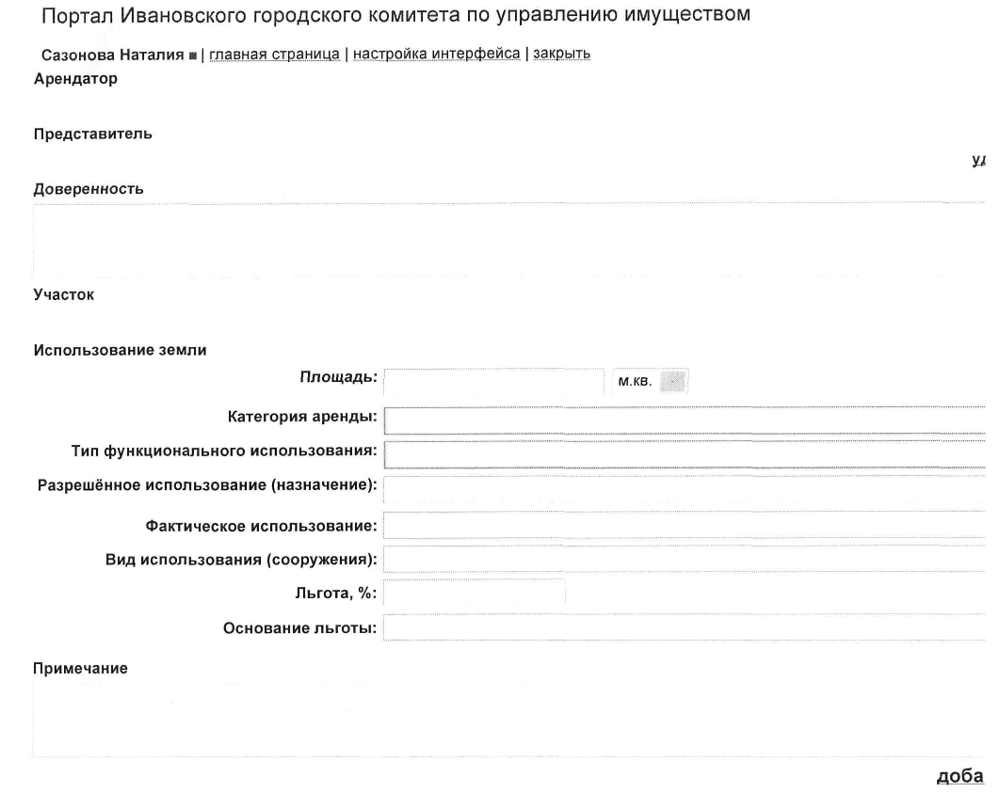 Портал Ивановского городского комитета по управлению имуществом
Сазонова Наталия | главная страница | настройка интерфейса | закрыть
Арендатор
Представитель
Доверенность
Участок
Использование земли
Площадь: м.кв.
Категория аренды:
Тип функционального использования:
Разрешённое использование (назначение):
Фактическое использование:
Вид использования (сооружения):
Льгота, %:
Основание льготы:
Примечание
доба